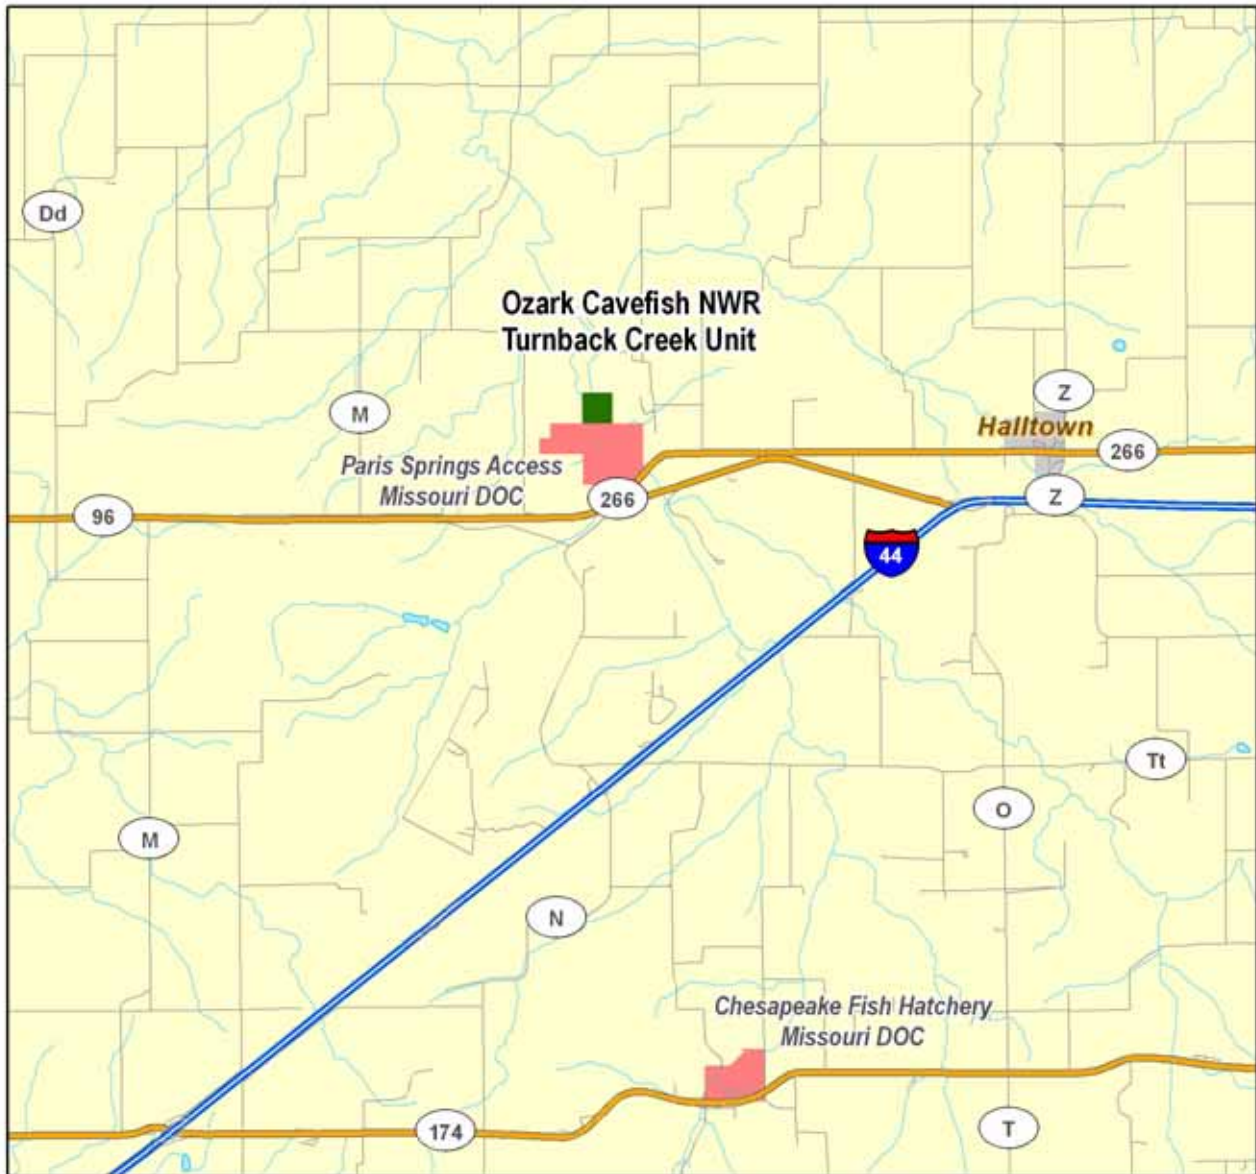 Dd
Ozark Cavefish NWR
Turnback Creek Unit
Z
M
Halltown
266
Paris Springs Access
Missouri DOC
266
Z
96
44
Tt
O
M
N
Chesapeake Fish Hatchery
Missouri DOC
174
T